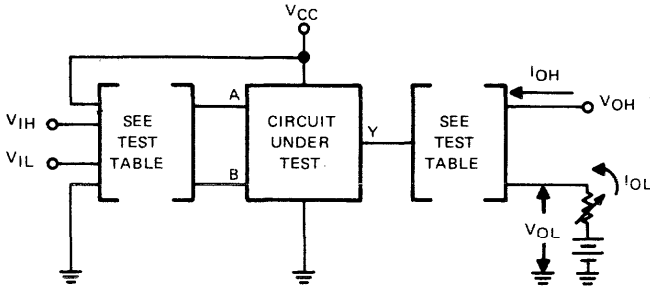 VCC
IOH
A
VIH
SEE
TEST
TABLE
CIRCUIT
UNDER
TEST
Y
SEE
TEST
TABLE
VOH
VIL
B
IOL
VOL